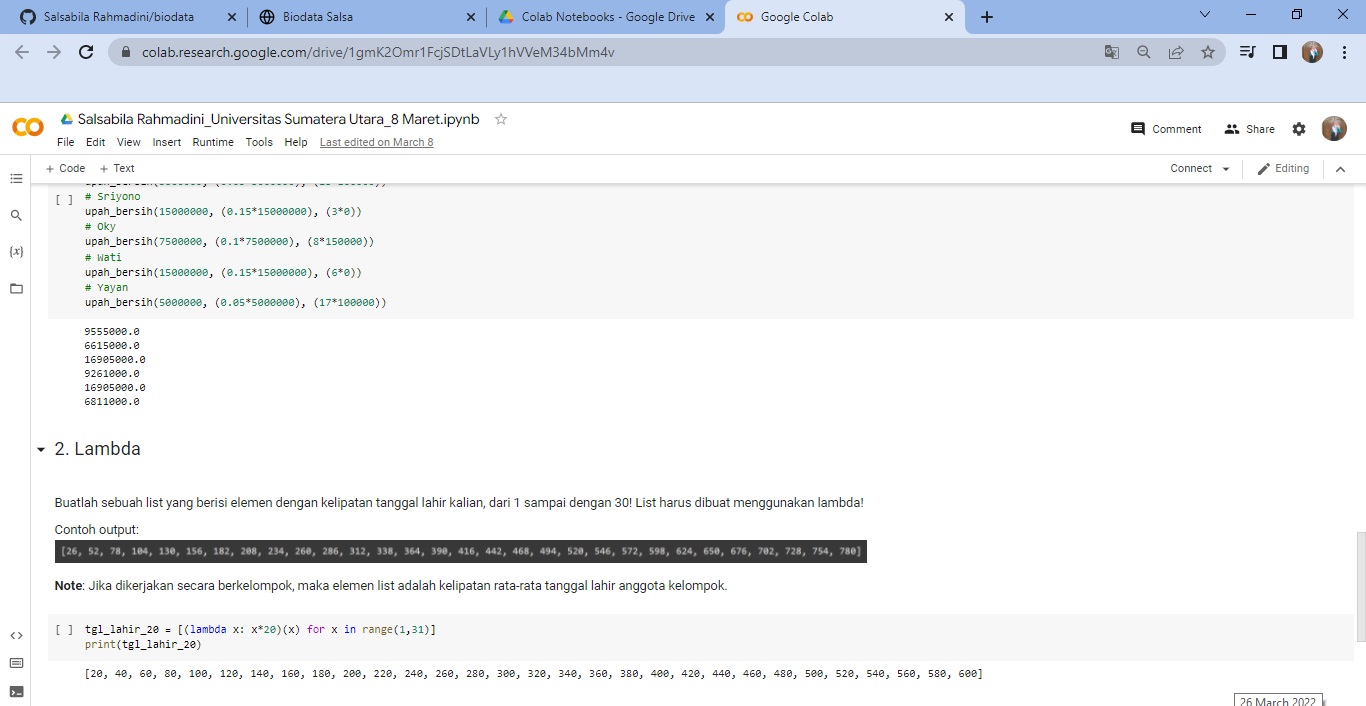 Salsabila Rahmadini/biodata
Biodata Salsa
Colab Notebooks - Google Drive
Google Colab
colab.research.google.com/drive/1gmK2Omr1FcjSDtLaVLy1hVVeM34bMm4v
Salsabila Rahmadini_Universitas Sumatera Utara_8 Maret.ipynb
Comment
Share
File Edit View Insert Runtime Tools Help Last edited on March 8
+ Code + Text
Connect
Editing
[ ] # Sriyono
upah_bersih(15000000, (0.15*15000000), (3*0))
# Oky
upah_bersih(7500000, (0.1*7500000), (8*150000))
# Wati
upah_bersih(15000000, (0.15*15000000), (6*0))
# Yayan
upah_bersih(5000000, (0.05*5000000), (17*100000))
9555000.0
6615000.0
16905000.0
9261000.0
16905000.0
6811000.0
2. Lambda
Buatlah sebuah list yang berisi elemen dengan kelipatan tanggal lahir kalian, dari 1 sampai dengan 30! List harus dibuat menggunakan lambda!
Contoh output:
[26, 52, 78, 104, 130, 156, 182, 208, 234, 260, 286, 312, 338, 364, 390, 416, 442, 468, 494, 520, 546, 572, 598, 624, 650, 676, 702, 728, 754, 780]
Note: Jika dikerjakan secara berkelompok, maka elemen list adalah kelipatan rata-rata tanggal lahir anggota kelompok.
[ ] tgl_lahir_20 = [(lambda x: x*20)(x) for x in range(1,31)]
print(tgl_lahir_20)
[20, 40, 60, 80, 100, 120, 140, 160, 180, 200, 220, 240, 260, 280, 300, 320, 340, 360, 380, 400, 420, 440, 460, 480, 500, 520, 540, 560, 580, 600]
26 March 2022